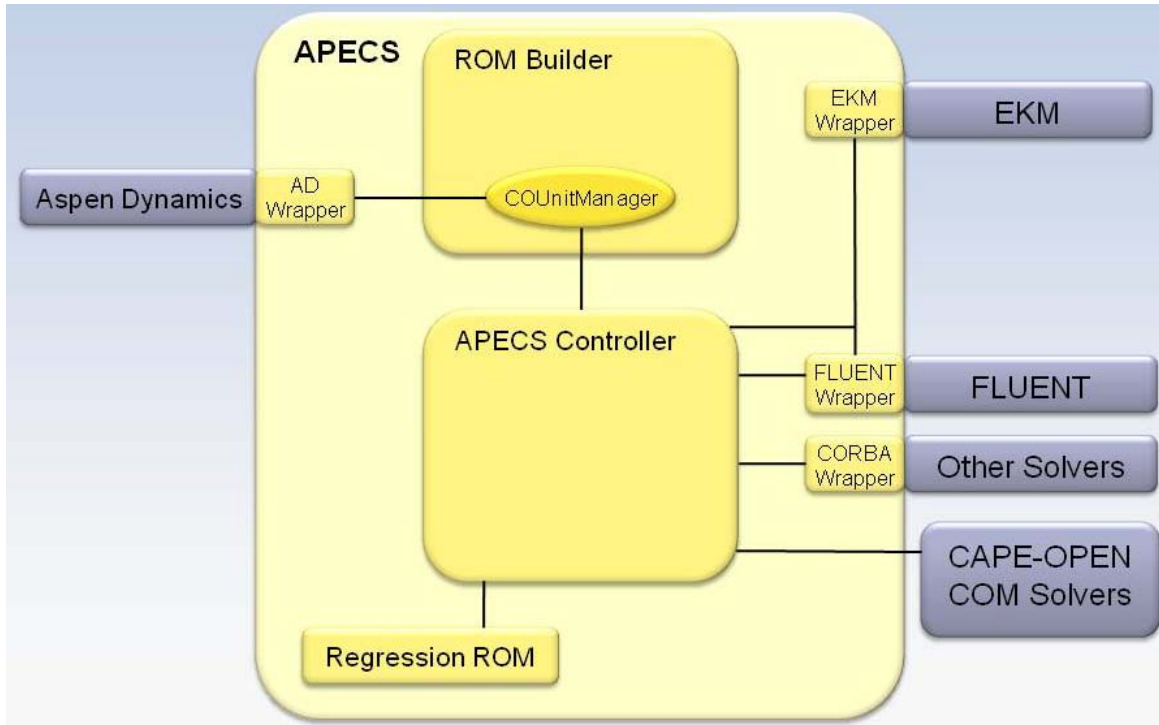 APECS
ROM Builder
EKM
Wrapper
EKM
Aspen Dynamics
AD
Wrapper
COUnitManager
APECS Controller
FLUENT
Wrapper
FLUENT
CORBA
Wrapper
Other Solvers
CAPE-OPEN
COM Solvers
Regression ROM